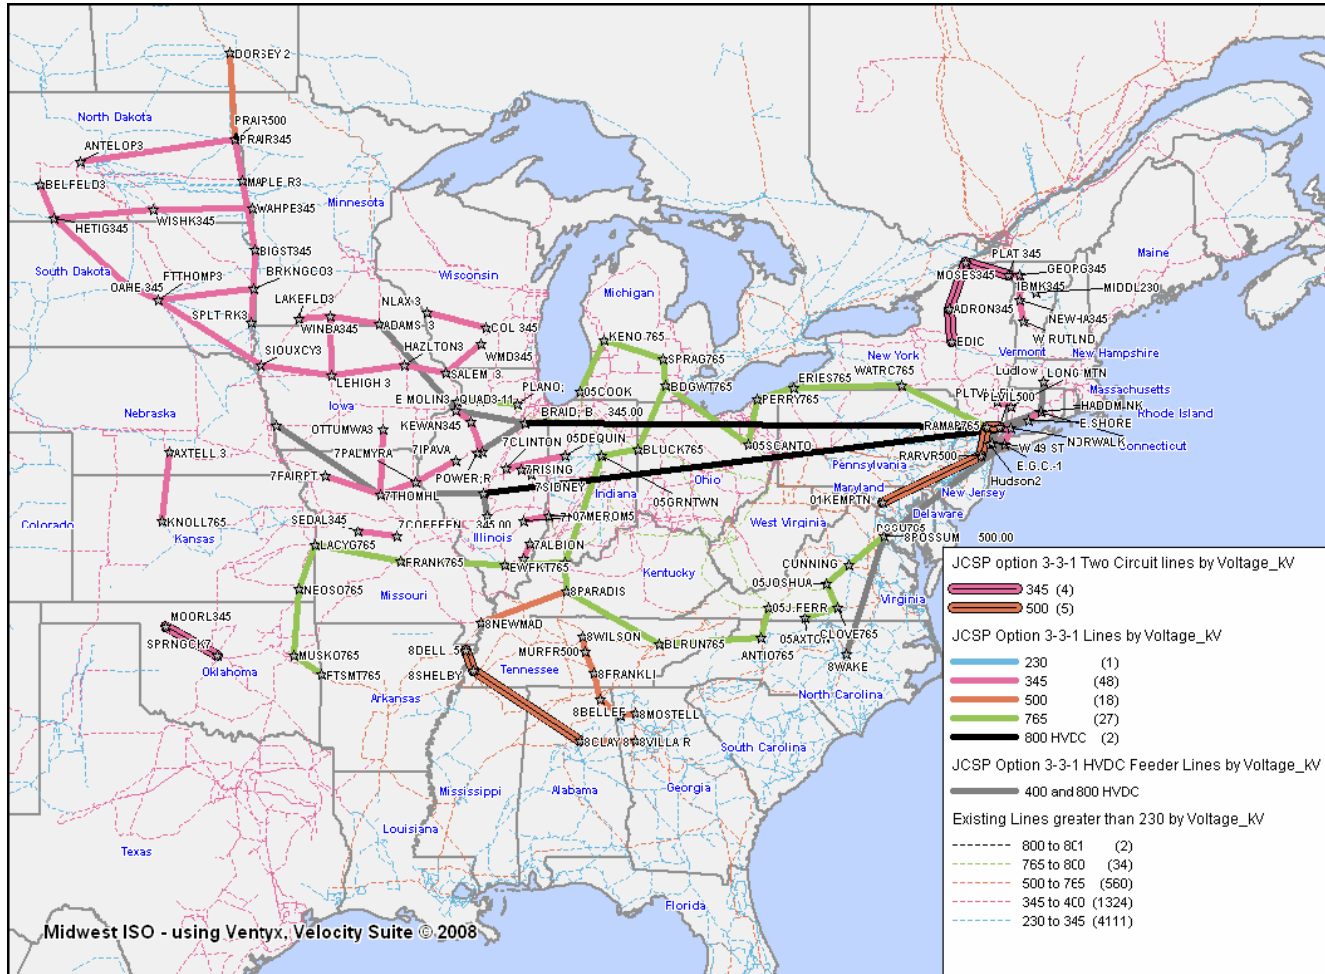 DORSEY 2
North Dakota
PRAIR500
PRAIR345
ANTELOP3
BELFELD3
MAPLE R3
Minnesota
WAHPE345
WISHK345
HETIG345
BIGST345
South Dakota
FTTHOMP3
BRKNGCO3
OAHE 345
LAKEFLD3
NLAX 3
Wisconsin
SPLT RK3
WINBA345
ADAMS 3
COL 345
HAZLTON3
WMD345
SIOUXCY3
LEHIGH 3
SALEM 3
Michigan
KENO 765
SPRAG765
05COOK
BDGWT765
PLANO;
Iowa
E MOLIN3
QUAD3-11
BRAID; B
345.00
Nebraska
OTTUMWA3
KEWAN345
7CLINTON
05DEQUIN
AXTELL 3
7PALMYRA
7IPAVA
7RISING
BLUCK765
05SCANTO
7FAIRPT
POWER;R
7SIDNEY
Indiana
Ohio
05GRNTWN
7THOMHL
KNOLL765
Colorado
Kansas
SEDAL345
7COFFEEN
345.00
07MEROM5
Illinois
LACYG765
7ALBION
FRANK765
EWFKT765
West Virginia
Kentucky
NEOSO765
Missouri
8PARADIS
8NEWMAD
MOORL345
SPRNGCK7
Oklahoma
MUSKO765
FTSMT765
Arkansas
8DELL 5
8SHELBY
8WILSON
MURFR500
Tennessee
8FRANKLI
BLRUN765
ANTIO765
8BELLEF
8MOSTELL
8CLAY 8
8VILLA R
Mississippi
Alabama
Georgia
South Carolina
North Carolina
Louisiana
Texas
Florida
PLAT 345
MOSES345
GEORG345
IBMK345
MIDDL230
Maine
ADRON345
NEWHA345
EDIC
W RUTLND
Vermont
New Hampshire
New York
WATRC765
ERIES765
PERRY765
Ludlow
LONG MTN
Massachusetts
PLVIL500
HADDM NK
Rhode Island
E.SHORE
RAMAP765
NORWALK
Connecticut
W 49 ST
RARVR500
E.G.C.-1
Hudson2
Pennsylvania
Maryland
New Jersey
01KEMPTN
Delaware
8POSSUM
500.00
CUNNING
05JOSHUA
Virginia
05J.FERR
CLOVE765
8WAKE
JCSP option 3-3-1 Two Circuit lines by Voltage_kV
345 (4)
500 (5)
JCSP Option 3-3-1 Lines by Voltage_kV
230 (1)
345 (48)
500 (18)
765 (27)
800 HVDC (2)
JCSP Option 3-3-1 HVDC Feeder Lines by Voltage_kV
400 and 800 HVDC
Existing Lines greater than 230 by Voltage_kV
800 to 801 (2)
765 to 800 (34)
500 to 765 (560)
345 to 400 (1324)
230 to 345 (4111)
Midwest ISO - using Ventyx, Velocity Suite © 2008